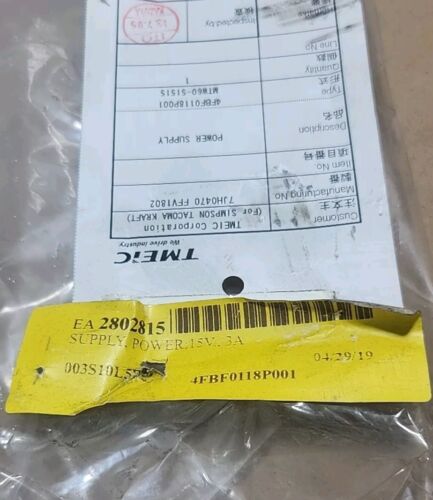 TMEiC
We drive industry
TMEIC Corporation
(For SIMPSON TACOMA KRAFT)
Customer
注文主
7JH0470 FFV1802
Manufacturing No
製番
Item No.
項目番号
POWER SUPPLY
Description
品名
4FBF0118P001
MTW60-51515
Type
形式
1
Quantity
個数
Line No
Inspected by
検査
EA 2802815
SUPPLY, POWER,15V, .3A
04/29/19
4FBF0118P001